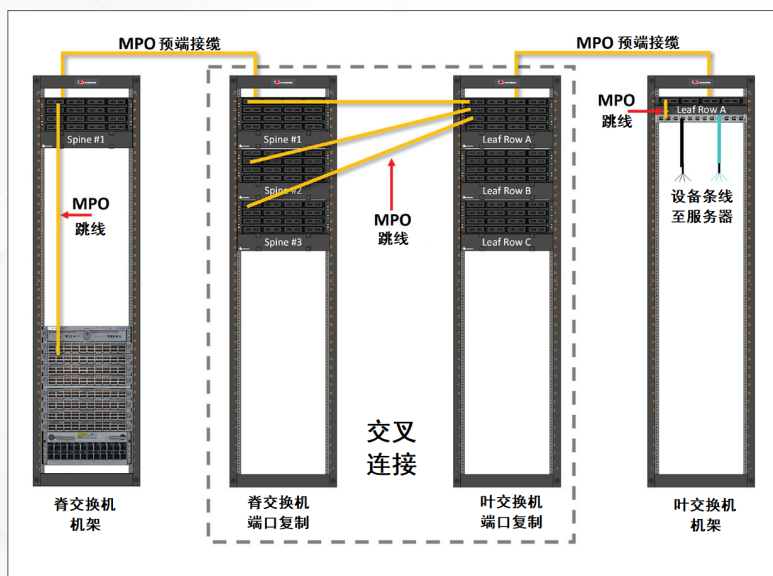 MPO 预端接缆
MPO 预端接缆
Spine #1
Spine #1
Spine #2
Spine #3
Leaf Row A
Leaf Row B
Leaf Row C
Leaf Row A
MPO
跳线
MPO
跳线
MPO
跳线
设备条线
至服务器
交叉
连接
脊交换机
机架
脊交换机
端口复制
叶交换机
端口复制
叶交换机
机架